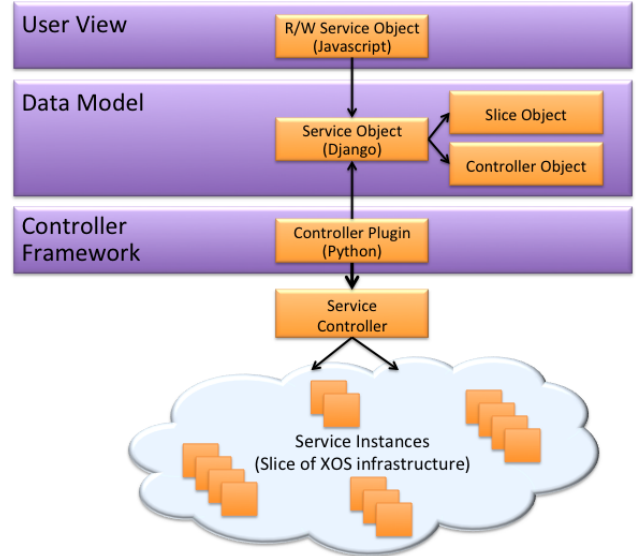 User View
R/W Service Object
(Javascript)
Data Model
Service Object
(Django)
Slice Object
Controller Object
Controller
Framework
Controller Plugin
(Python)
Service
Controller
Service Instances
(Slice of XOS infrastructure)